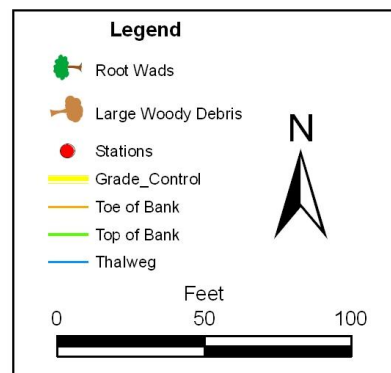 Legend
Root Wads
Large Woody Debris
Stations
Grade_Control
Toe of Bank
Top of Bank
Thalweg
N
Feet
0 50 100